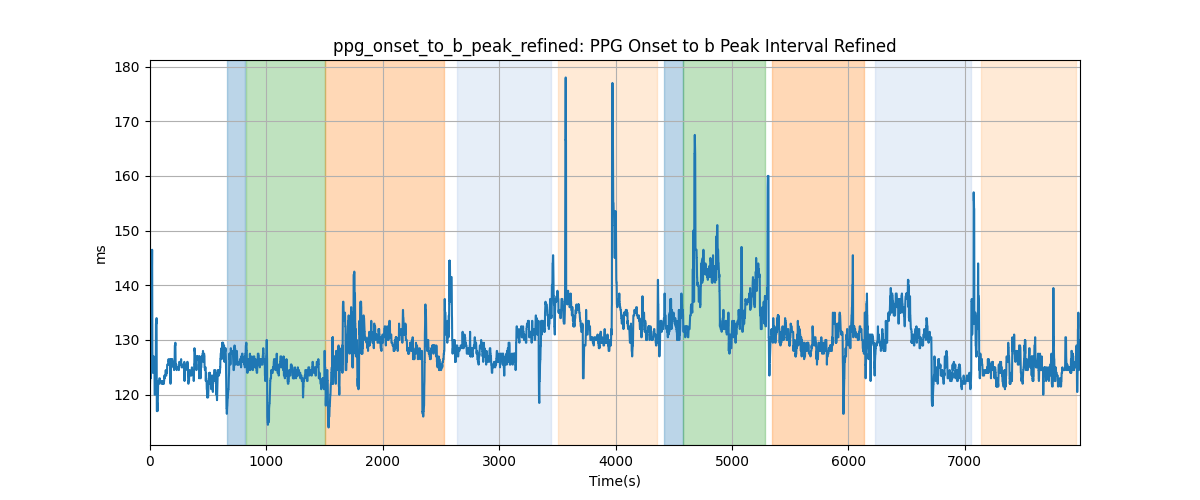 ppg_onset_to_b_peak_refined: PPG Onset to b Peak Interval Refined
180
170
160
150
140
130
120
ms
0 1000 2000 3000 4000 5000 6000 7000
Time(s)